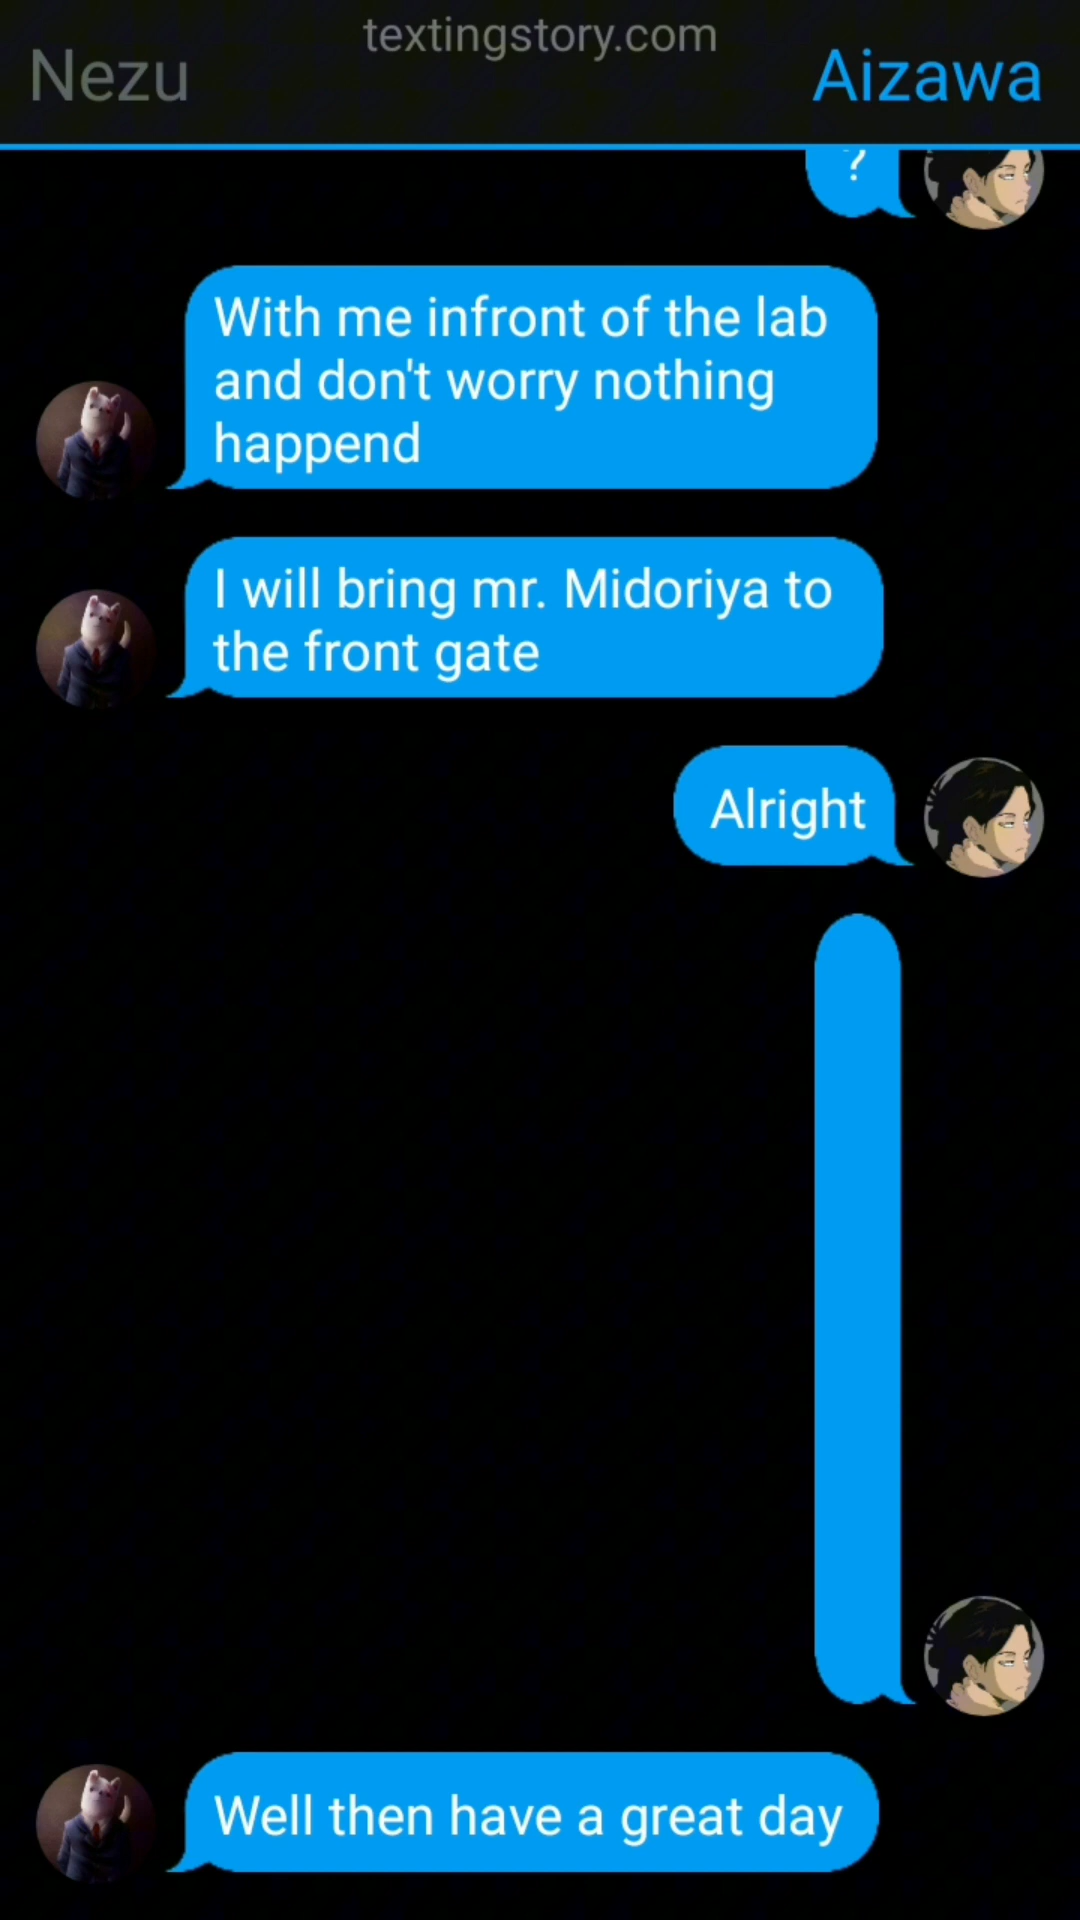 textingstory.com
Nezu
Aizawa
?
With me infront of the lab
and don't worry nothing
happend
I will bring mr. Midoriya to
the front gate
Alright
Well then have a great day